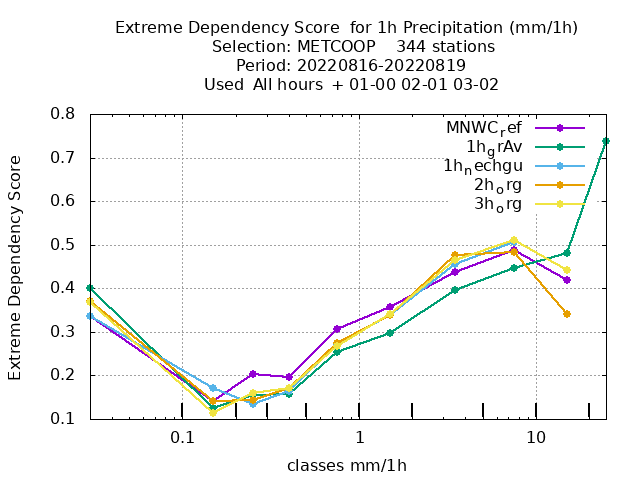 Extreme Dependency Score  for 1h Precipitation (mm/1h)
Selection: METCOOP    344 stations
Period: 20220816-20220819
Used  All hours  + 01-00 02-01 03-02
Extreme Dependency Score
0.8
0.7
0.6
0.5
0.4
0.3
0.2
0.1
MNWCref
1hgrAv
1hnechgu
2horg
3horg
0.1
1
10
classes mm/1h